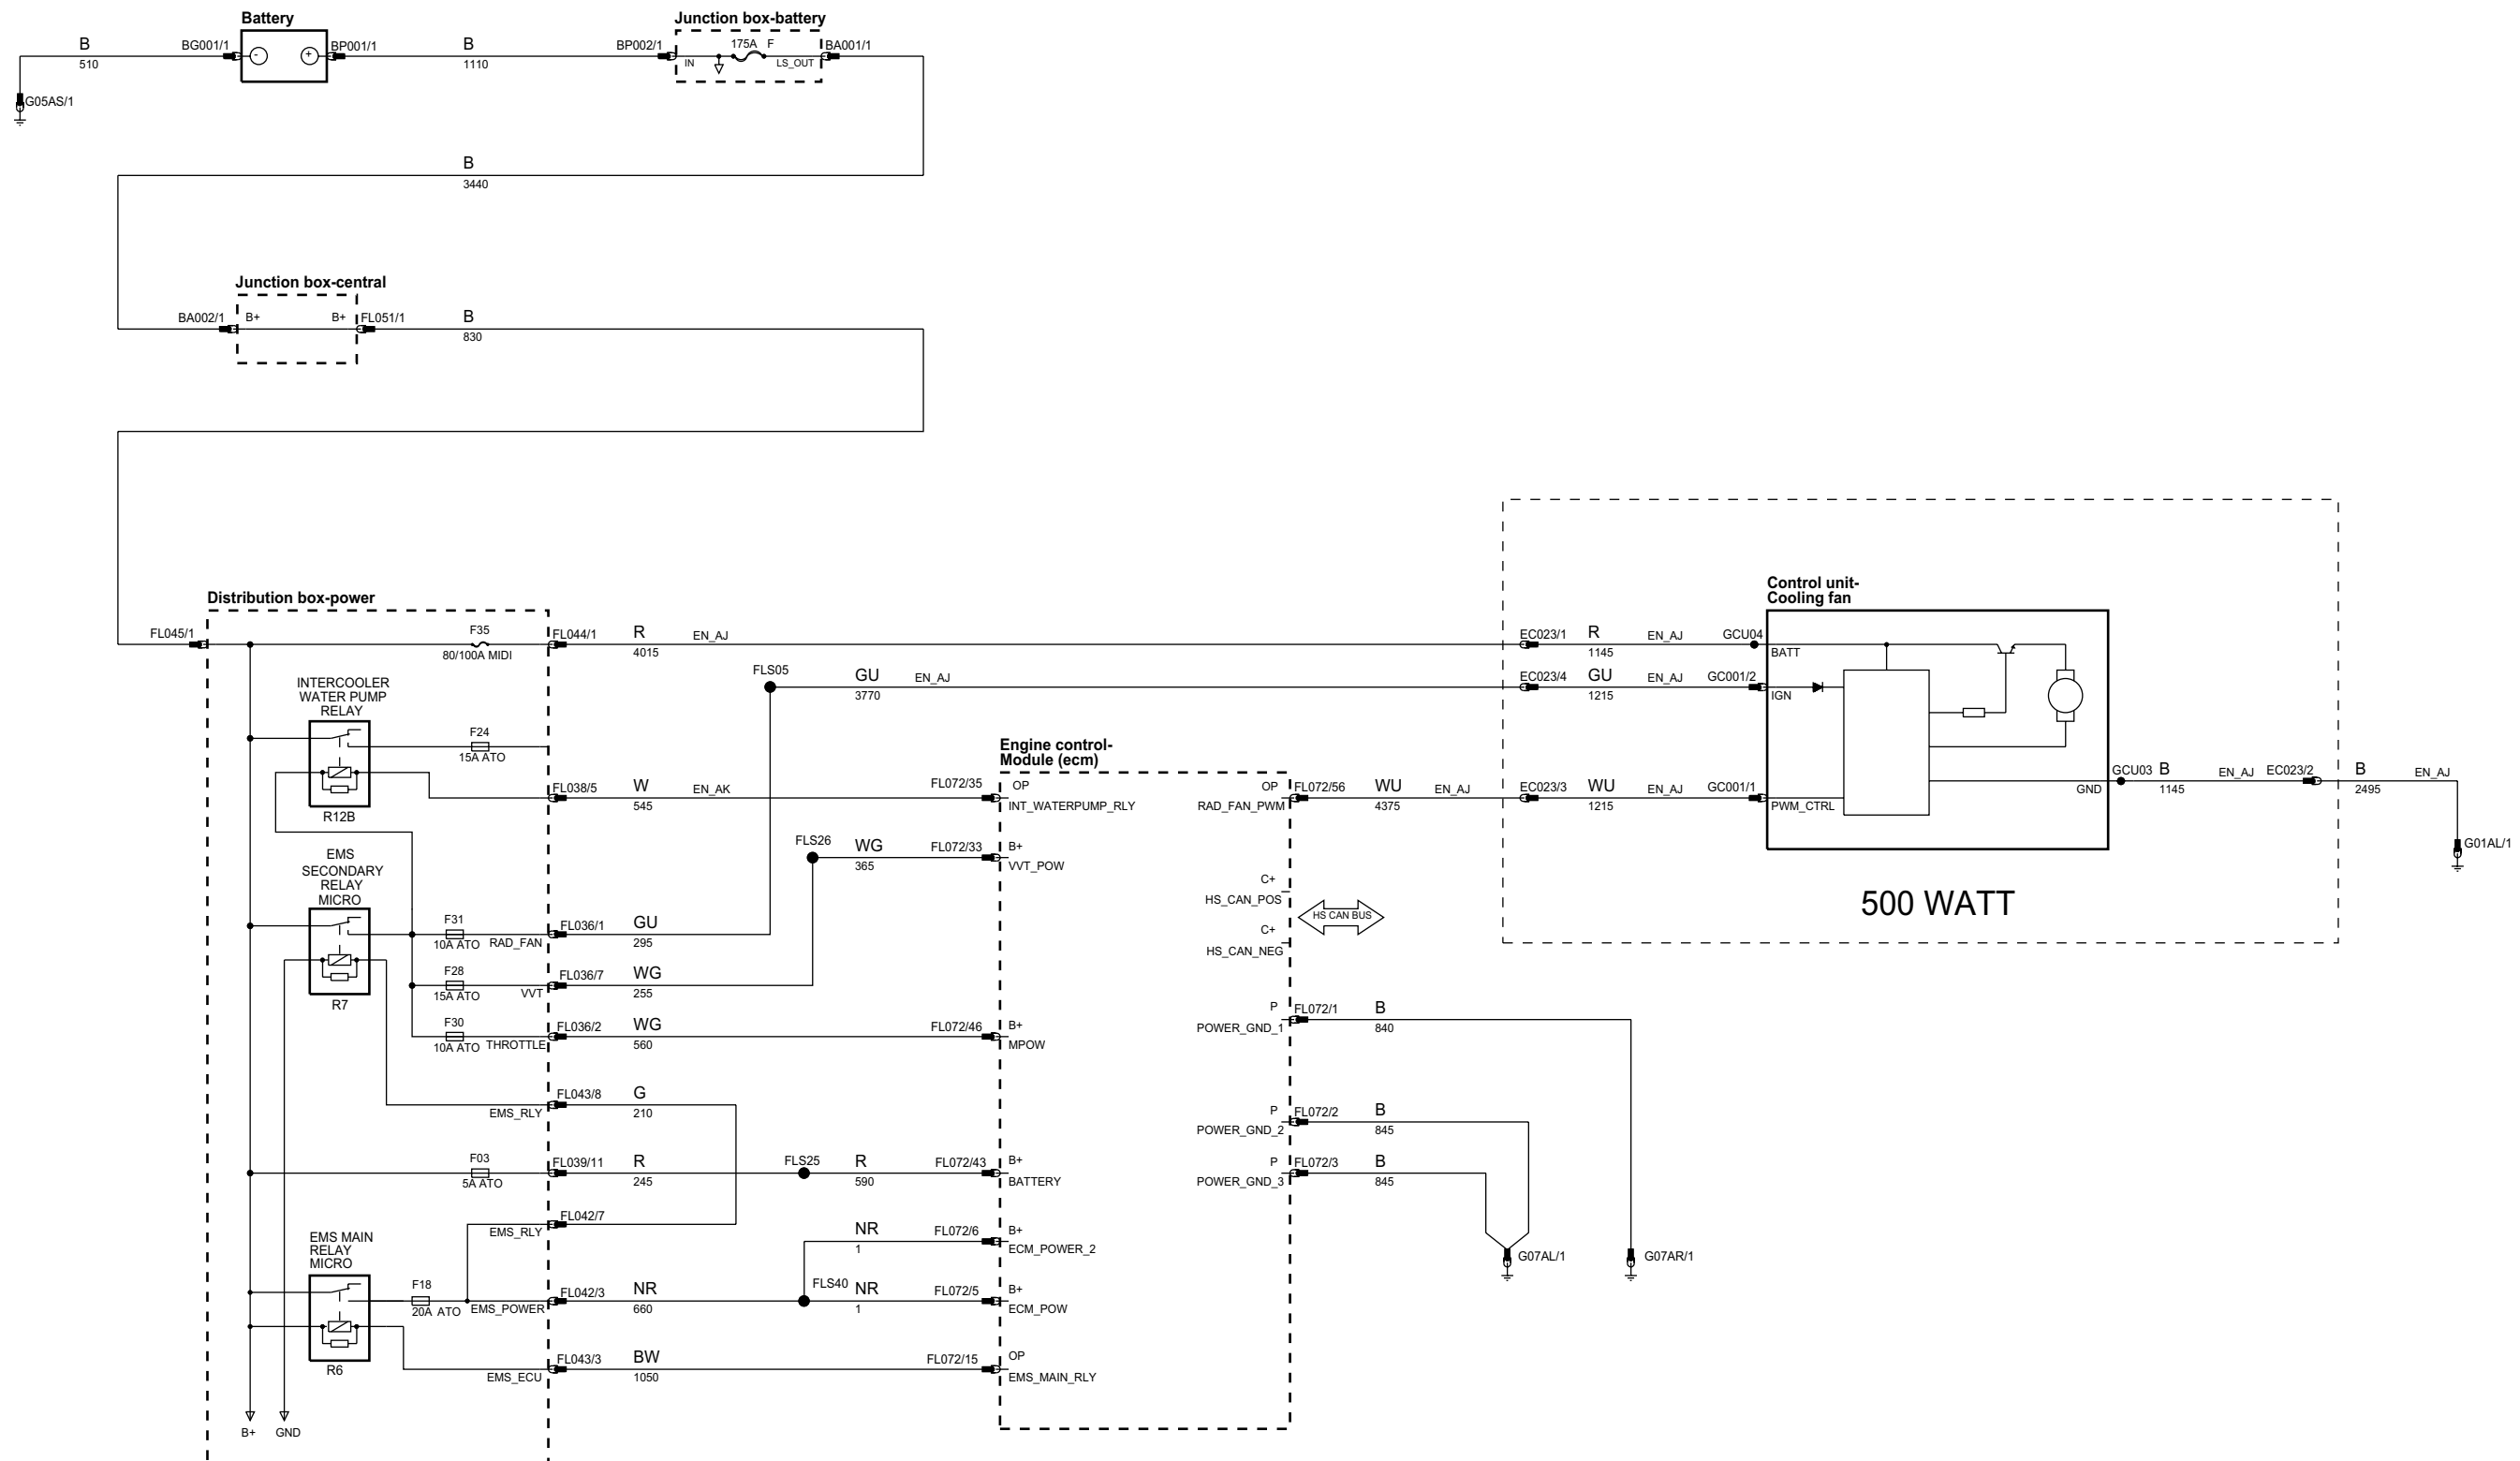 Battery
Junction box-battery
B
510
BG001/1
-
+
BP001/1
B
1110
BP002/1
175A F
IN
LS_OUT
BA001/1
G05AS/1
B
3440
Junction box-central
BA002/1
B+
B+
FL051/1
B
830
Distribution box-power
FL045/1
F35
80/100A MIDI
FL044/1
R
4015
EN_AJ
EC023/1
R
1145
EN_AJ
GCU04
Control unit-
Cooling fan
BATT
FLS05
GU
3770
EN_AJ
EC023/4
GU
1215
EN_AJ
GC001/2
IGN
INTERCOOLER
WATER PUMP
RELAY
F24
15A ATO
R12B
FL038/5
W
545
EN_AK
FL072/35
Engine control-
Module (ecm)
OP
INT_WATERPUMP_RLY
OP
RAD_FAN_PWM
FL072/56
WU
4375
EN_AJ
EC023/3
WU
1215
EN_AJ
GC001/1
PWM_CTRL
GND
GCU03
B
1145
EN_AJ
EC023/2
B
2495
EN_AJ
G01AL/1
500 WATT
FLS26
WG
365
FL072/33
B+
VVT_POW
C+
HS_CAN_POS
HS CAN BUS
C+
HS_CAN_NEG
EMS
SECONDARY
RELAY
MICRO
R7
F31
10A ATO
RAD_FAN
FL036/1
GU
295
F28
15A ATO
VVT
FL036/7
WG
255
F30
10A ATO
THROTTLE
FL036/2
WG
560
FL072/46
B+
MPOW
P
POWER_GND_1
FL072/1
B
840
EMS_RLY
FL043/8
G
210
P
POWER_GND_2
FL072/2
B
845
F03
5A ATO
FL039/11
R
245
FLS25
R
590
FL072/43
B+
BATTERY
P
POWER_GND_3
FL072/3
B
845
EMS_RLY
FL042/7
NR
1
FL072/6
B+
ECM_POWER_2
G07AL/1
G07AR/1
EMS MAIN
RELAY
MICRO
R6
F18
20A ATO
EMS_POWER
FL042/3
NR
660
FLS40
NR
1
FL072/5
B+
ECM_POW
EMS_ECU
FL043/3
BW
1050
FL072/15
OP
EMS_MAIN_RLY
B+
GND